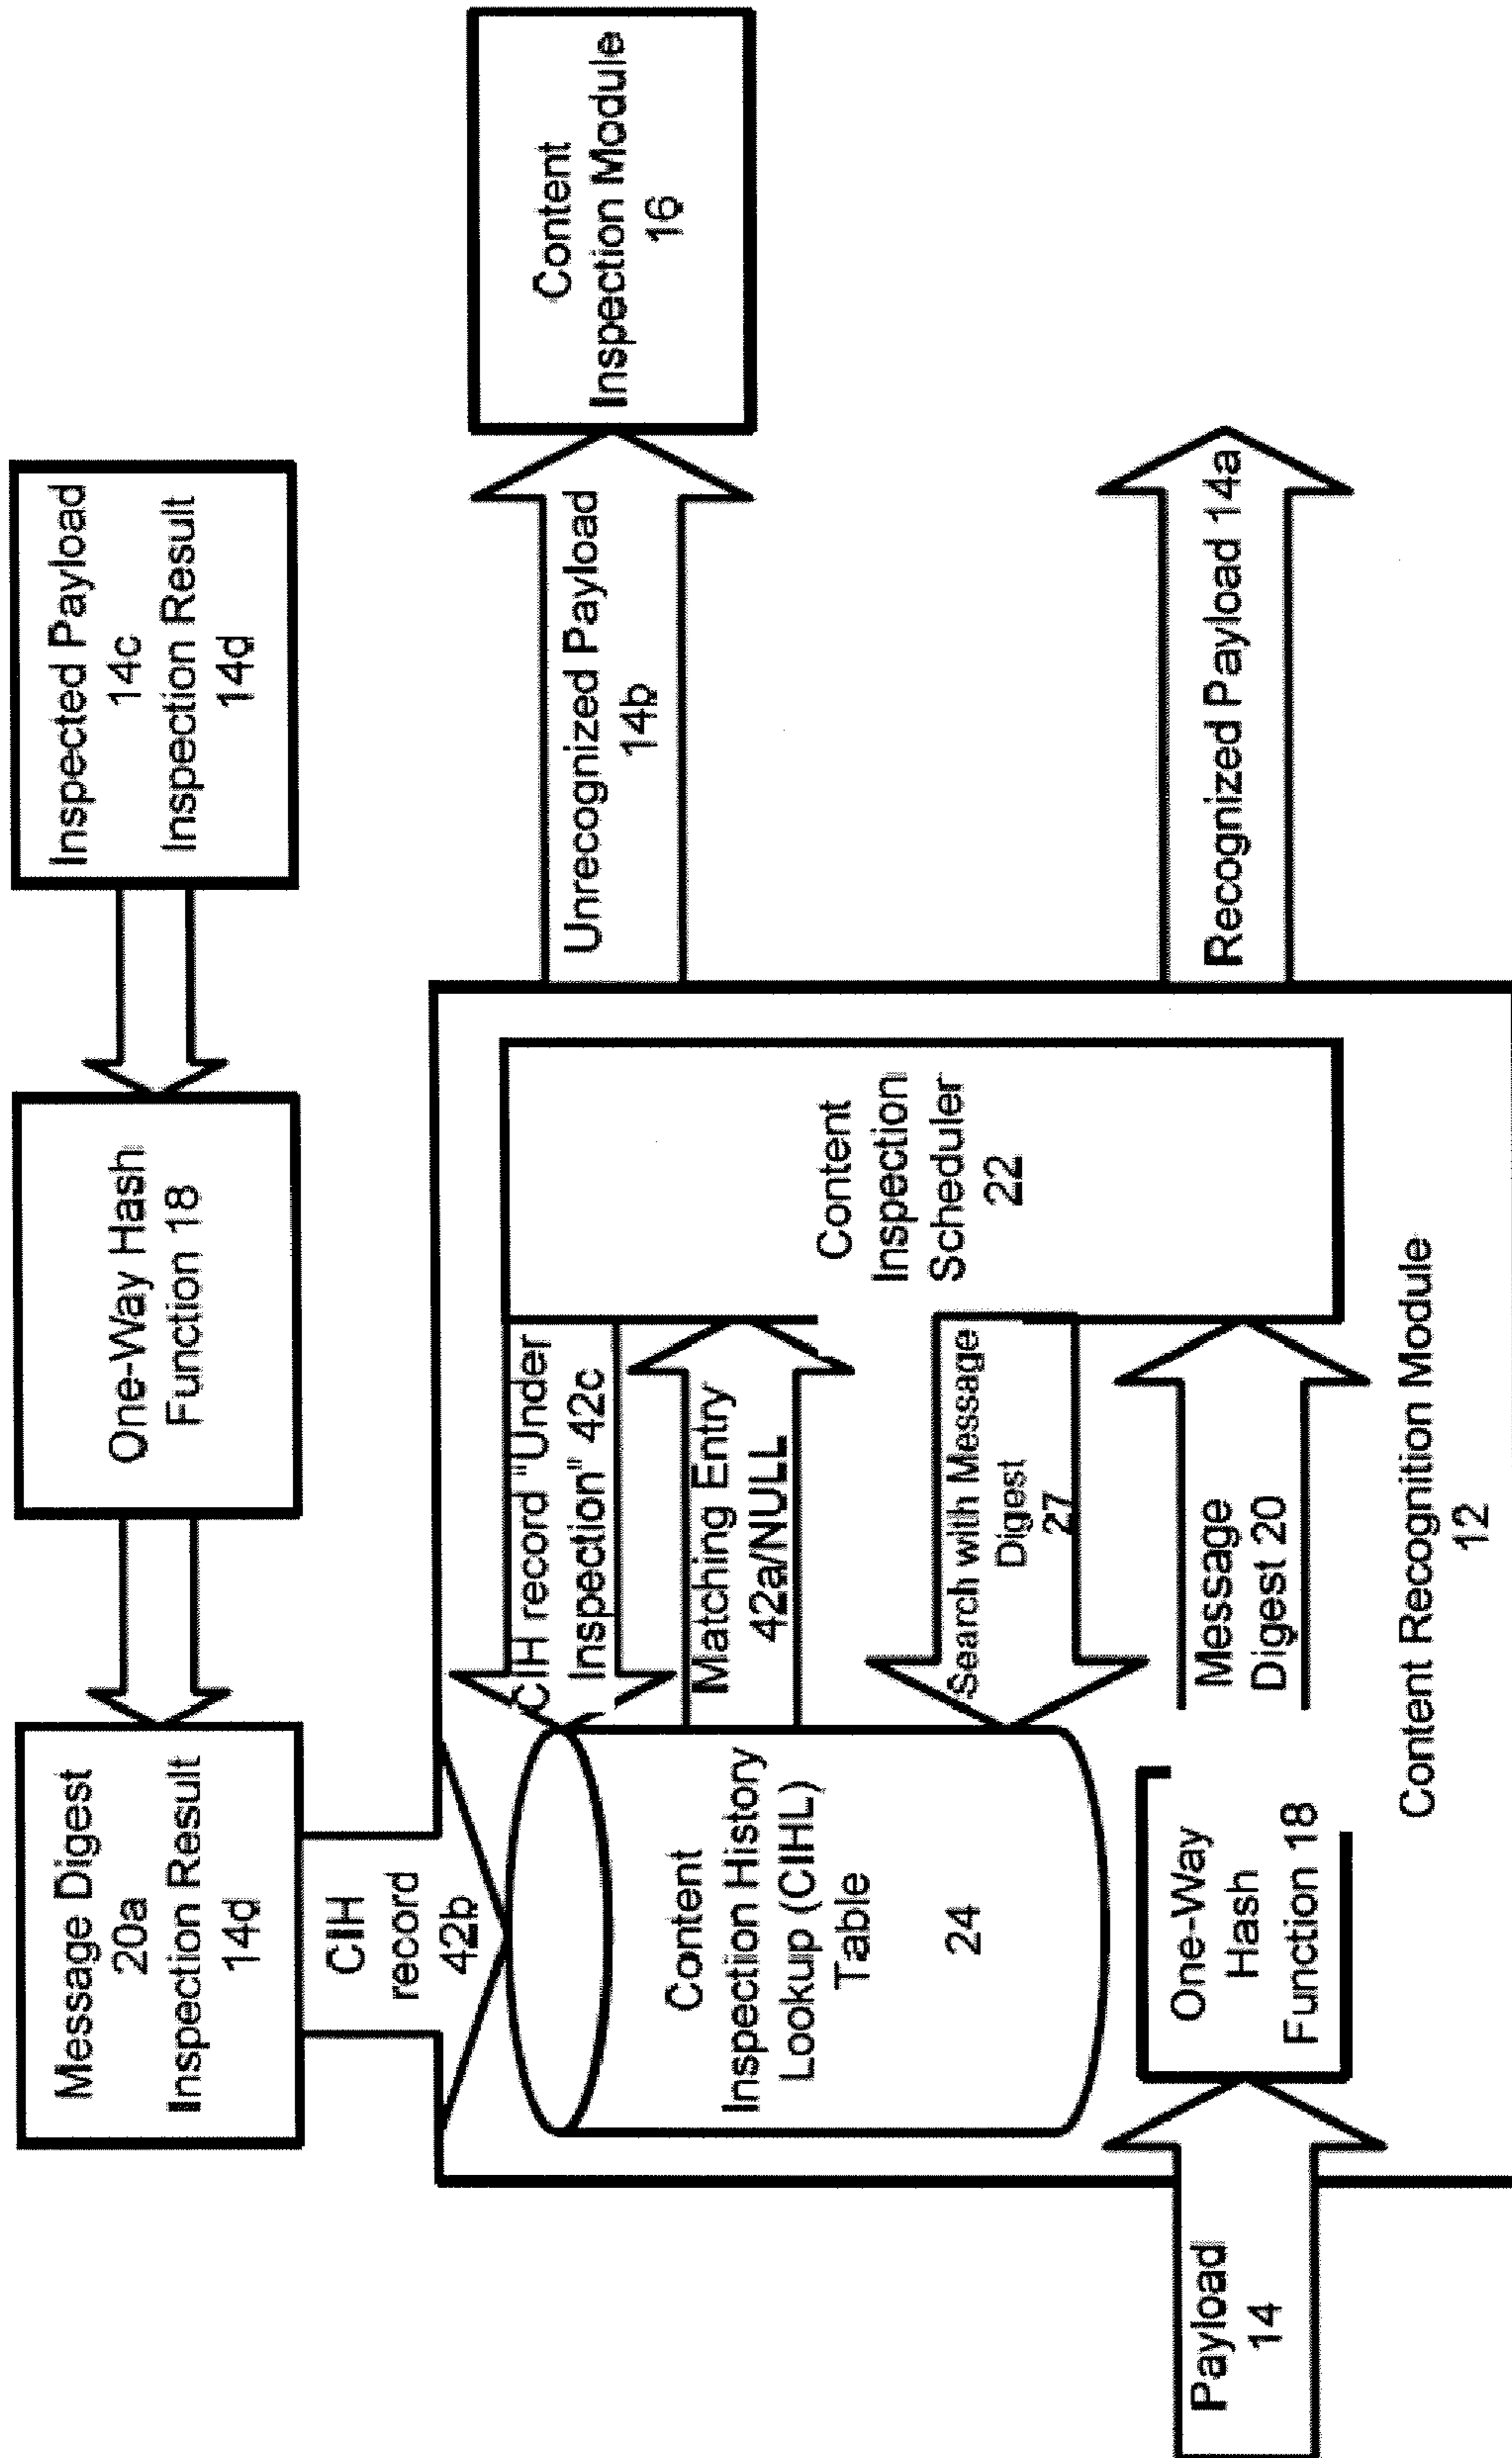 Inspected Payload
14c
Inspection Result
14d
One-Way Hash
Function 18
Message Digest
20a
Inspection Result
14d
CIH
record
42b
Content
Inspection Module
16
Unrecognized Payload
14b
CIH record "Under
Inspection" 42c
Matching Entry
42a/NULL
Search with Message
Digest
27
Message
Digest 20
Content
Inspection
Scheduler
22
Content
Inspection History
Lookup (CIHL)
Table
24
One-Way
Hash
Function 18
Payload
14
Recognized Payload 14a
Content Recognition Module
12